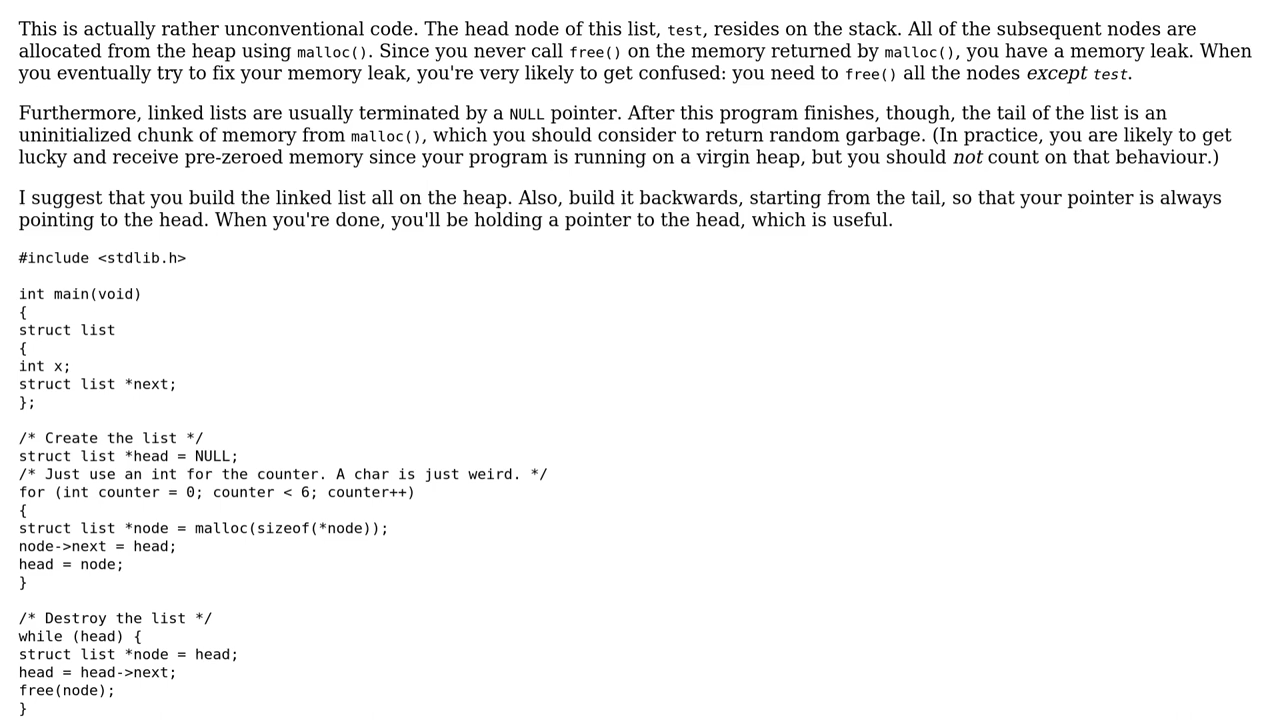 This is actually rather unconventional code. The head node of this list, test, resides on the stack. All of the subsequent nodes are
allocated from the heap using malloc(). Since you never call free() on the memory returned by malloc(), you have a memory leak. When
you eventually try to fix your memory leak, you're very likely to get confused: you need to free() all the nodes except test.
Furthermore, linked lists are usually terminated by a NULL pointer. After this program finishes, though, the tail of the list is an
uninitialized chunk of memory from malloc(), which you should consider to return random garbage. (In practice, you are likely to get
lucky and receive pre-zeroed memory since your program is running on a virgin heap, but you should not count on that behaviour.)
I suggest that you build the linked list all on the heap. Also, build it backwards, starting from the tail, so that your pointer is always
pointing to the head. When you're done, you'll be holding a pointer to the head, which is useful.
#include <stdlib.h>
int main(void)
{
struct list
{
int x;
struct list *next;
};
/* Create the list */
struct list *head = NULL;
/* Just use an int for the counter. A char is just weird. */
for (int counter = 0; counter < 6; counter++)
{
struct list *node = malloc(sizeof(*node));
node->next = head;
head = node;
}
/* Destroy the list */
while (head) {
struct list *node = head;
head = head->next;
free(node);
}